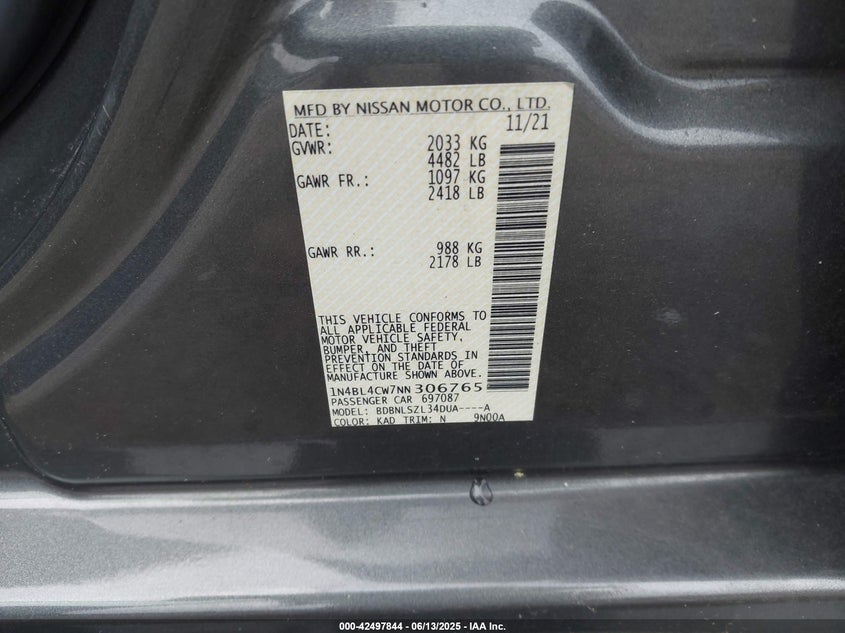 MFD BY NISSAN MOTOR CO., LTD.
DATE: 11/21
GVWR: 2033 KG
4482 LB
GAWR FR.: 1097 KG
2418 LB
GAWR RR.: 988 KG
2178 LB
THIS VEHICLE CONFORMS TO
ALL APPLICABLE FEDERAL
MOTOR VEHICLE SAFETY,
BUMPER, AND THEFT
PREVENTION STANDARDS IN
EFFECT ON THE DATE OF
MANUFACTURE SHOWN ABOVE.
1N4BL4CW7NN306765
PASSENGER CAR 697087
MODEL: BDBNLSZL34DUA----A
COLOR: KAD TRIM: N 9N00A
000-42497844 - 06/13/2025 - IAA Inc.